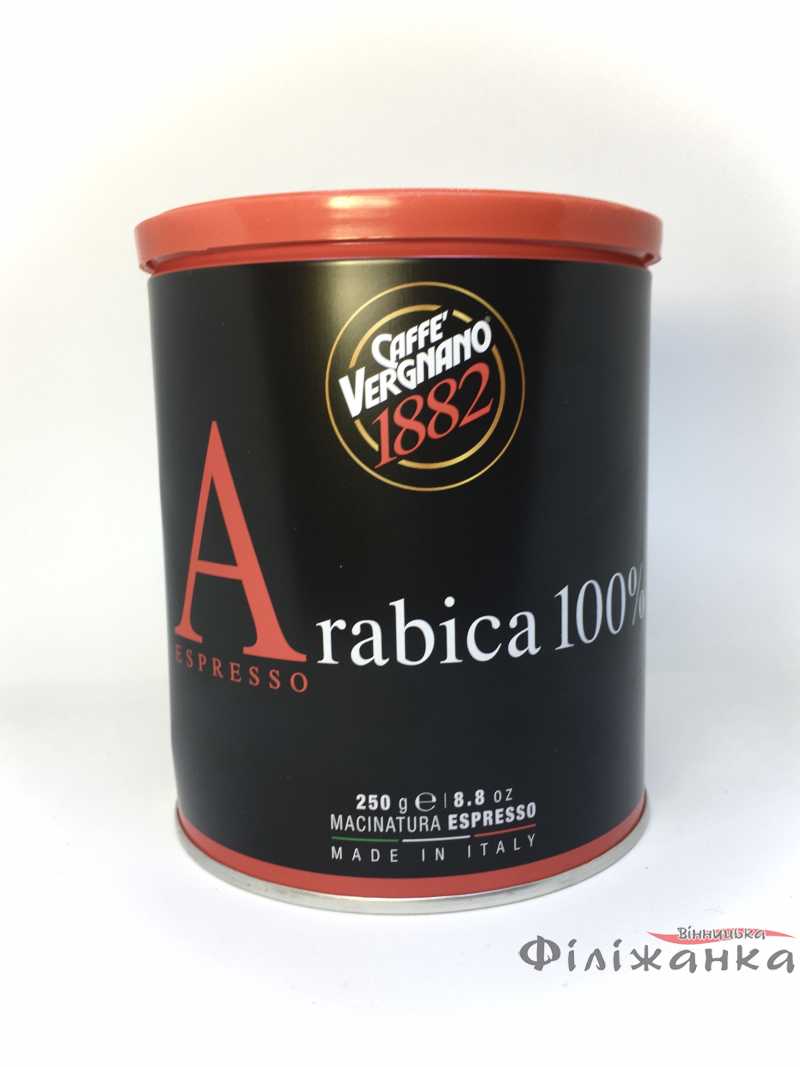 CAFFE'
VERGNANO®
1882
Arabica 100%
ESPRESSO
250 g ℮ | 8.8 oz
MACINATURA ESPRESSO
MADE IN ITALY
Вінницька
Філіжанка